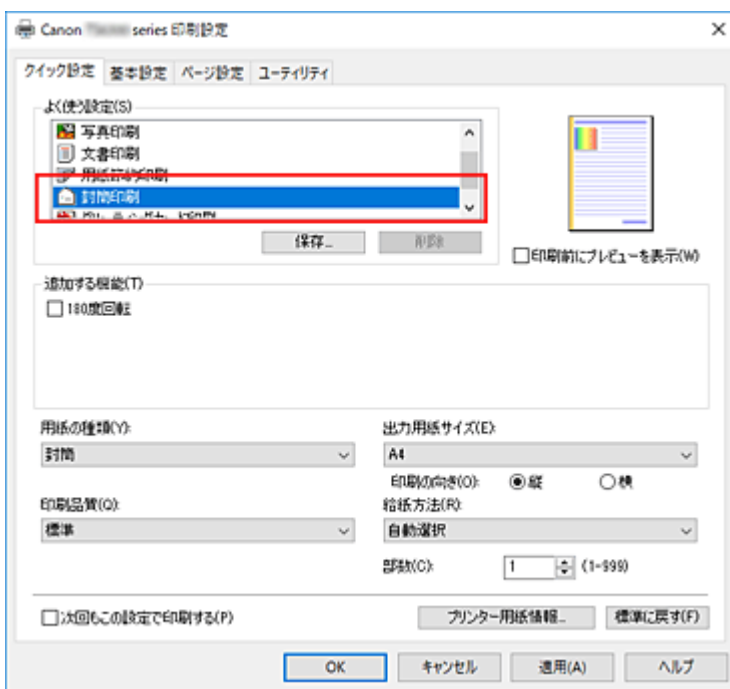 Canon series 印刷設定
クイック設定 基本設定 ページ設定 ユーティリティ
よく使う設定(S)
写真印刷
文書印刷
用紙節約印刷
封筒印刷
保存...
削除
印刷前にプレビューを表示(W)
追加する機能(T)
180度回転
用紙の種類(Y):
封筒
出力用紙サイズ(E):
A4
印刷の向き(O): 縦 横
印刷品質(Q):
標準
給紙方法(R):
自動選択
部数(C): 1 (1-999)
次回もこの設定で印刷する(P)
プリンター用紙情報...
標準に戻す(F)
OK キャンセル 適用(A) ヘルプ